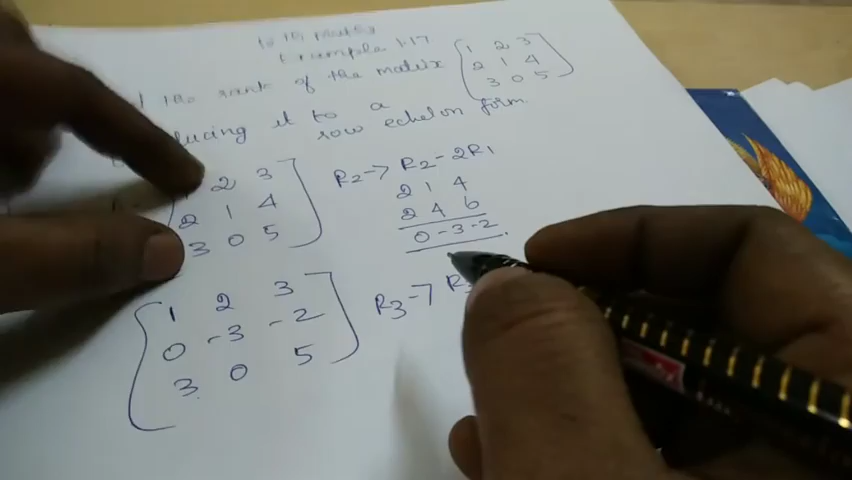 Example 1.17
the rank of the matrix [1 2 3
2 1 4
3 0 5]
ucing it to a row echelon form.
2 3
2 1 4
3 0 5
R2 → R2 - 2R1
2 1 4
2 4 6
0 -3 -2
1 2 3
0 -3 -2
3 0 5
R3 → R